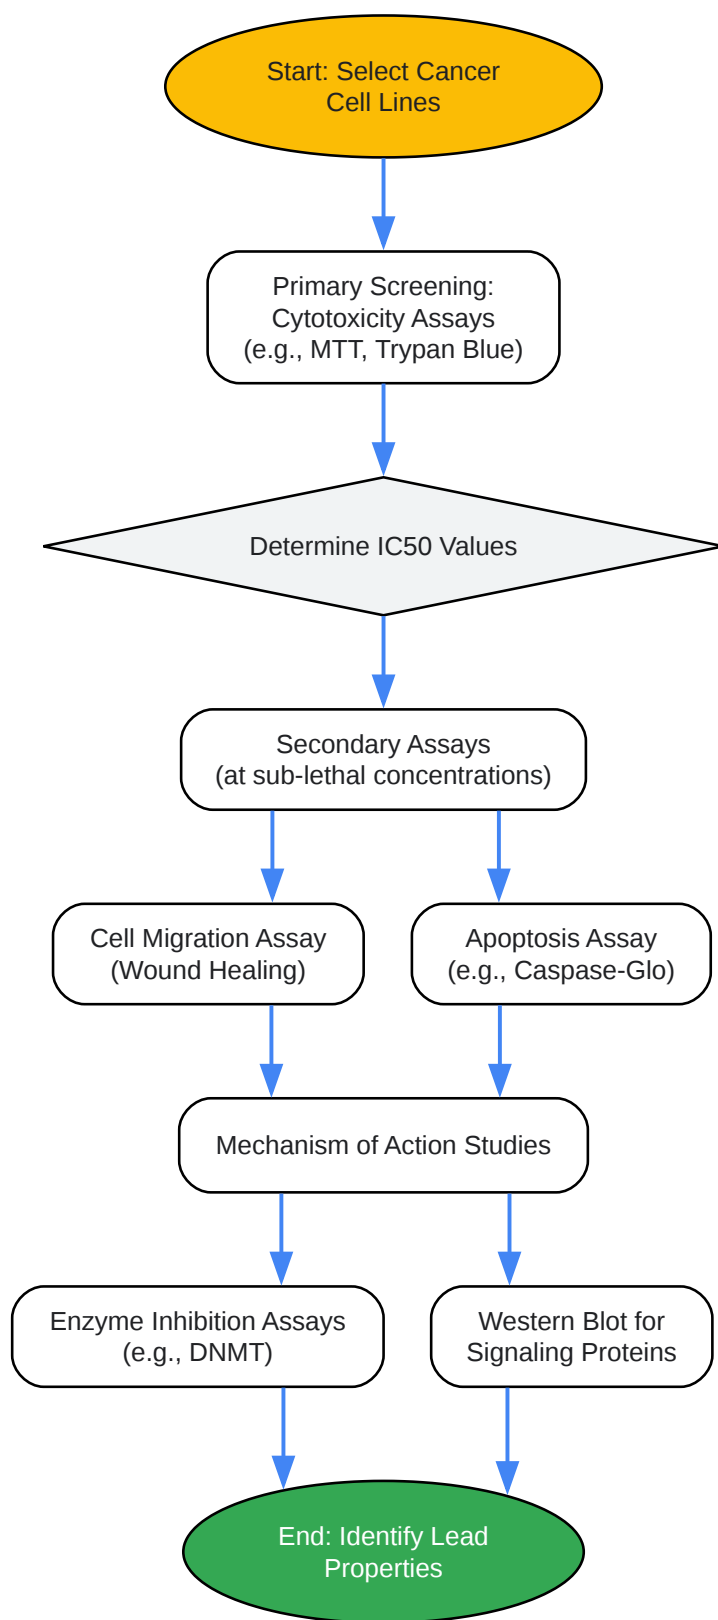 Start: Select Cancer
Cell Lines
Primary Screening:
Cytotoxicity Assays
(e.g., MTT, Trypan Blue)
Determine IC50 Values
Secondary Assays
(at sub-lethal concentrations)
Cell Migration Assay
(Wound Healing)
Apoptosis Assay
(e.g., Caspase-Glo)
Mechanism of Action Studies
Enzyme Inhibition Assays
(e.g., DNMT)
Western Blot for
Signaling Proteins
End: Identify Lead
Properties